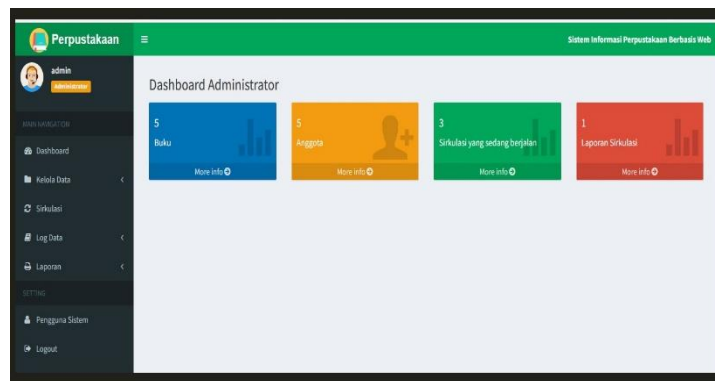 Perpustakaan
Sistem Informasi Perpustakaan Berbasis Web
admin
Administrator
Dashboard Administrator
MAIN NAVIGATION
Dashboard
Kelola Data
Sirkulasi
Log Data
Laporan
SETTING
Pengguna Sistem
Logout
5
Buku
More info
5
Anggota
More info
3
Sirkulasi yang sedang berjalan
More info
1
Laporan Sirkulasi
More info